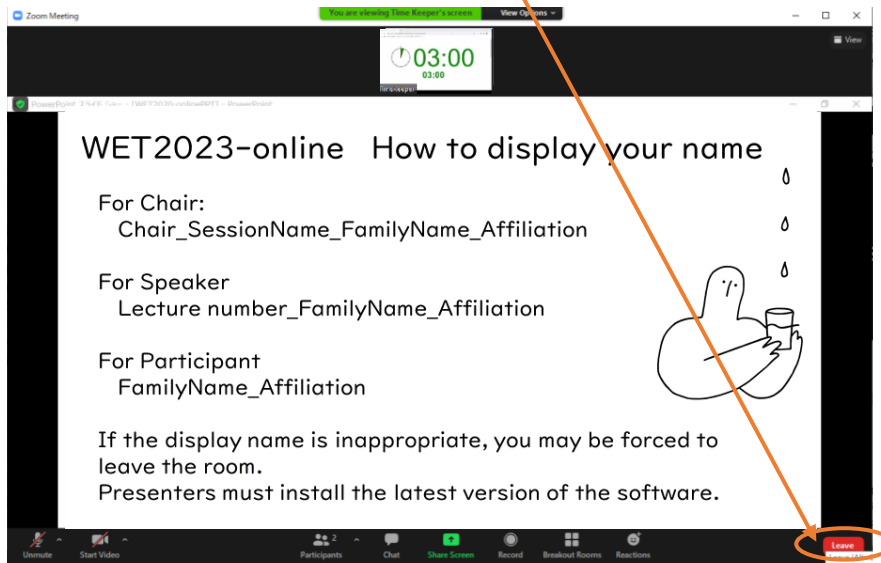 Zoom Meeting
You are viewing Time Keeper's screen View Options
View
03:00
03:00
Time keeper
WET2023-online How to display your name
For Chair:
Chair_SessionName_FamilyName_Affiliation
For Speaker
Lecture number_FamilyName_Affiliation
For Participant
FamilyName_Affiliation
If the display name is inappropriate, you may be forced to
leave the room.
Presenters must install the latest version of the software.
Unmute Start Video Participants 2 Chat Share Screen Record Breakout Rooms Reactions Leave